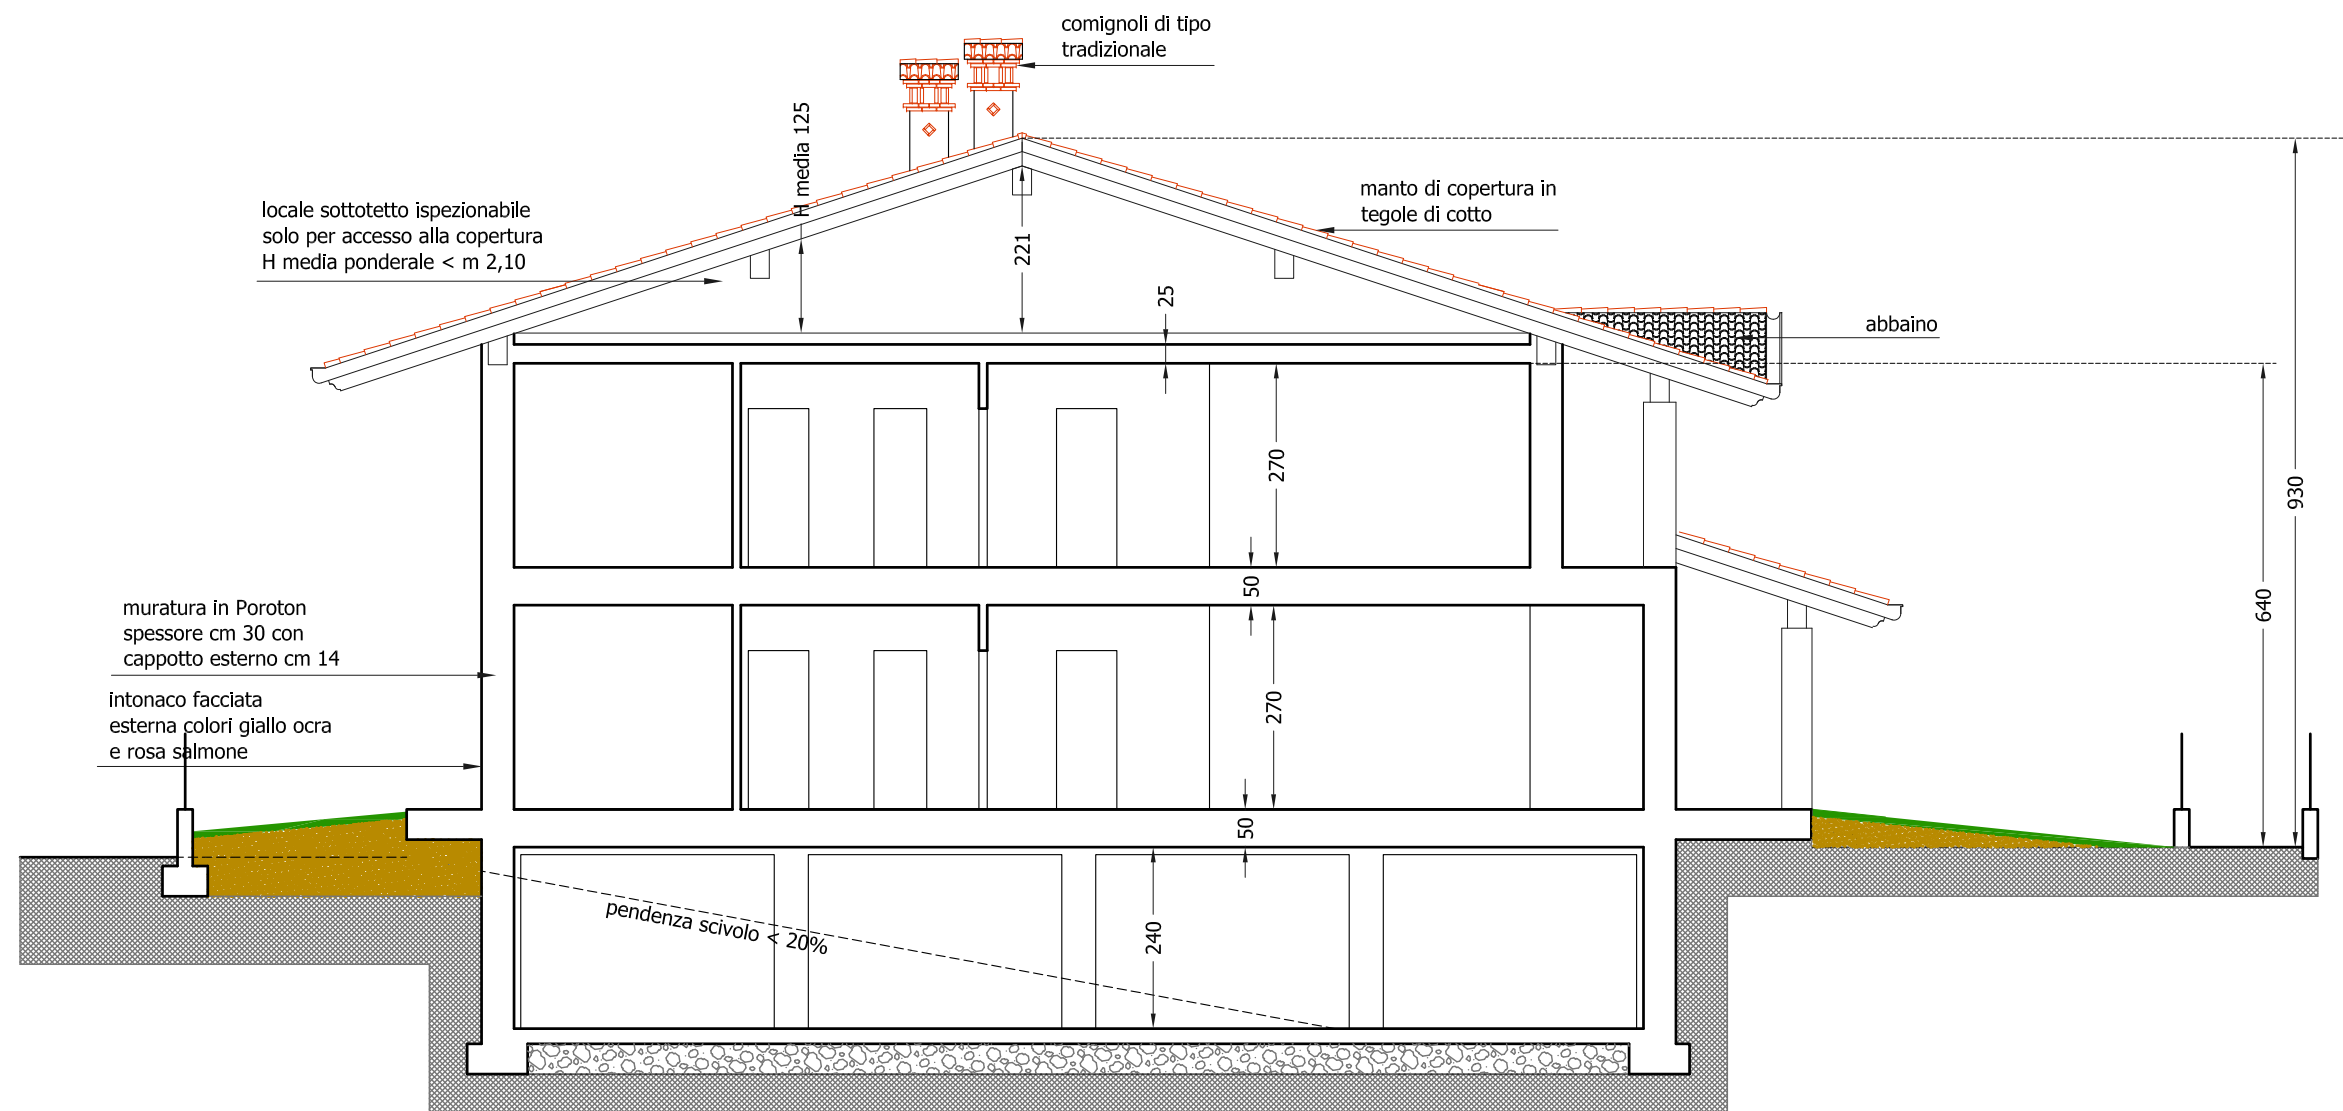 comignoli di tipo
tradizionale
H media 125
locale sottotetto ispezionabile
solo per accesso alla copertura
H media ponderale < m 2,10
manto di copertura in
tegole di cotto
221
25
abbaino
270
930
640
50
muratura in Poroton
spessore cm 30 con
cappotto esterno cm 14
intonaco facciata
esterna colori giallo ocra
e rosa salmone
270
50
pendenza scivolo < 20%
240